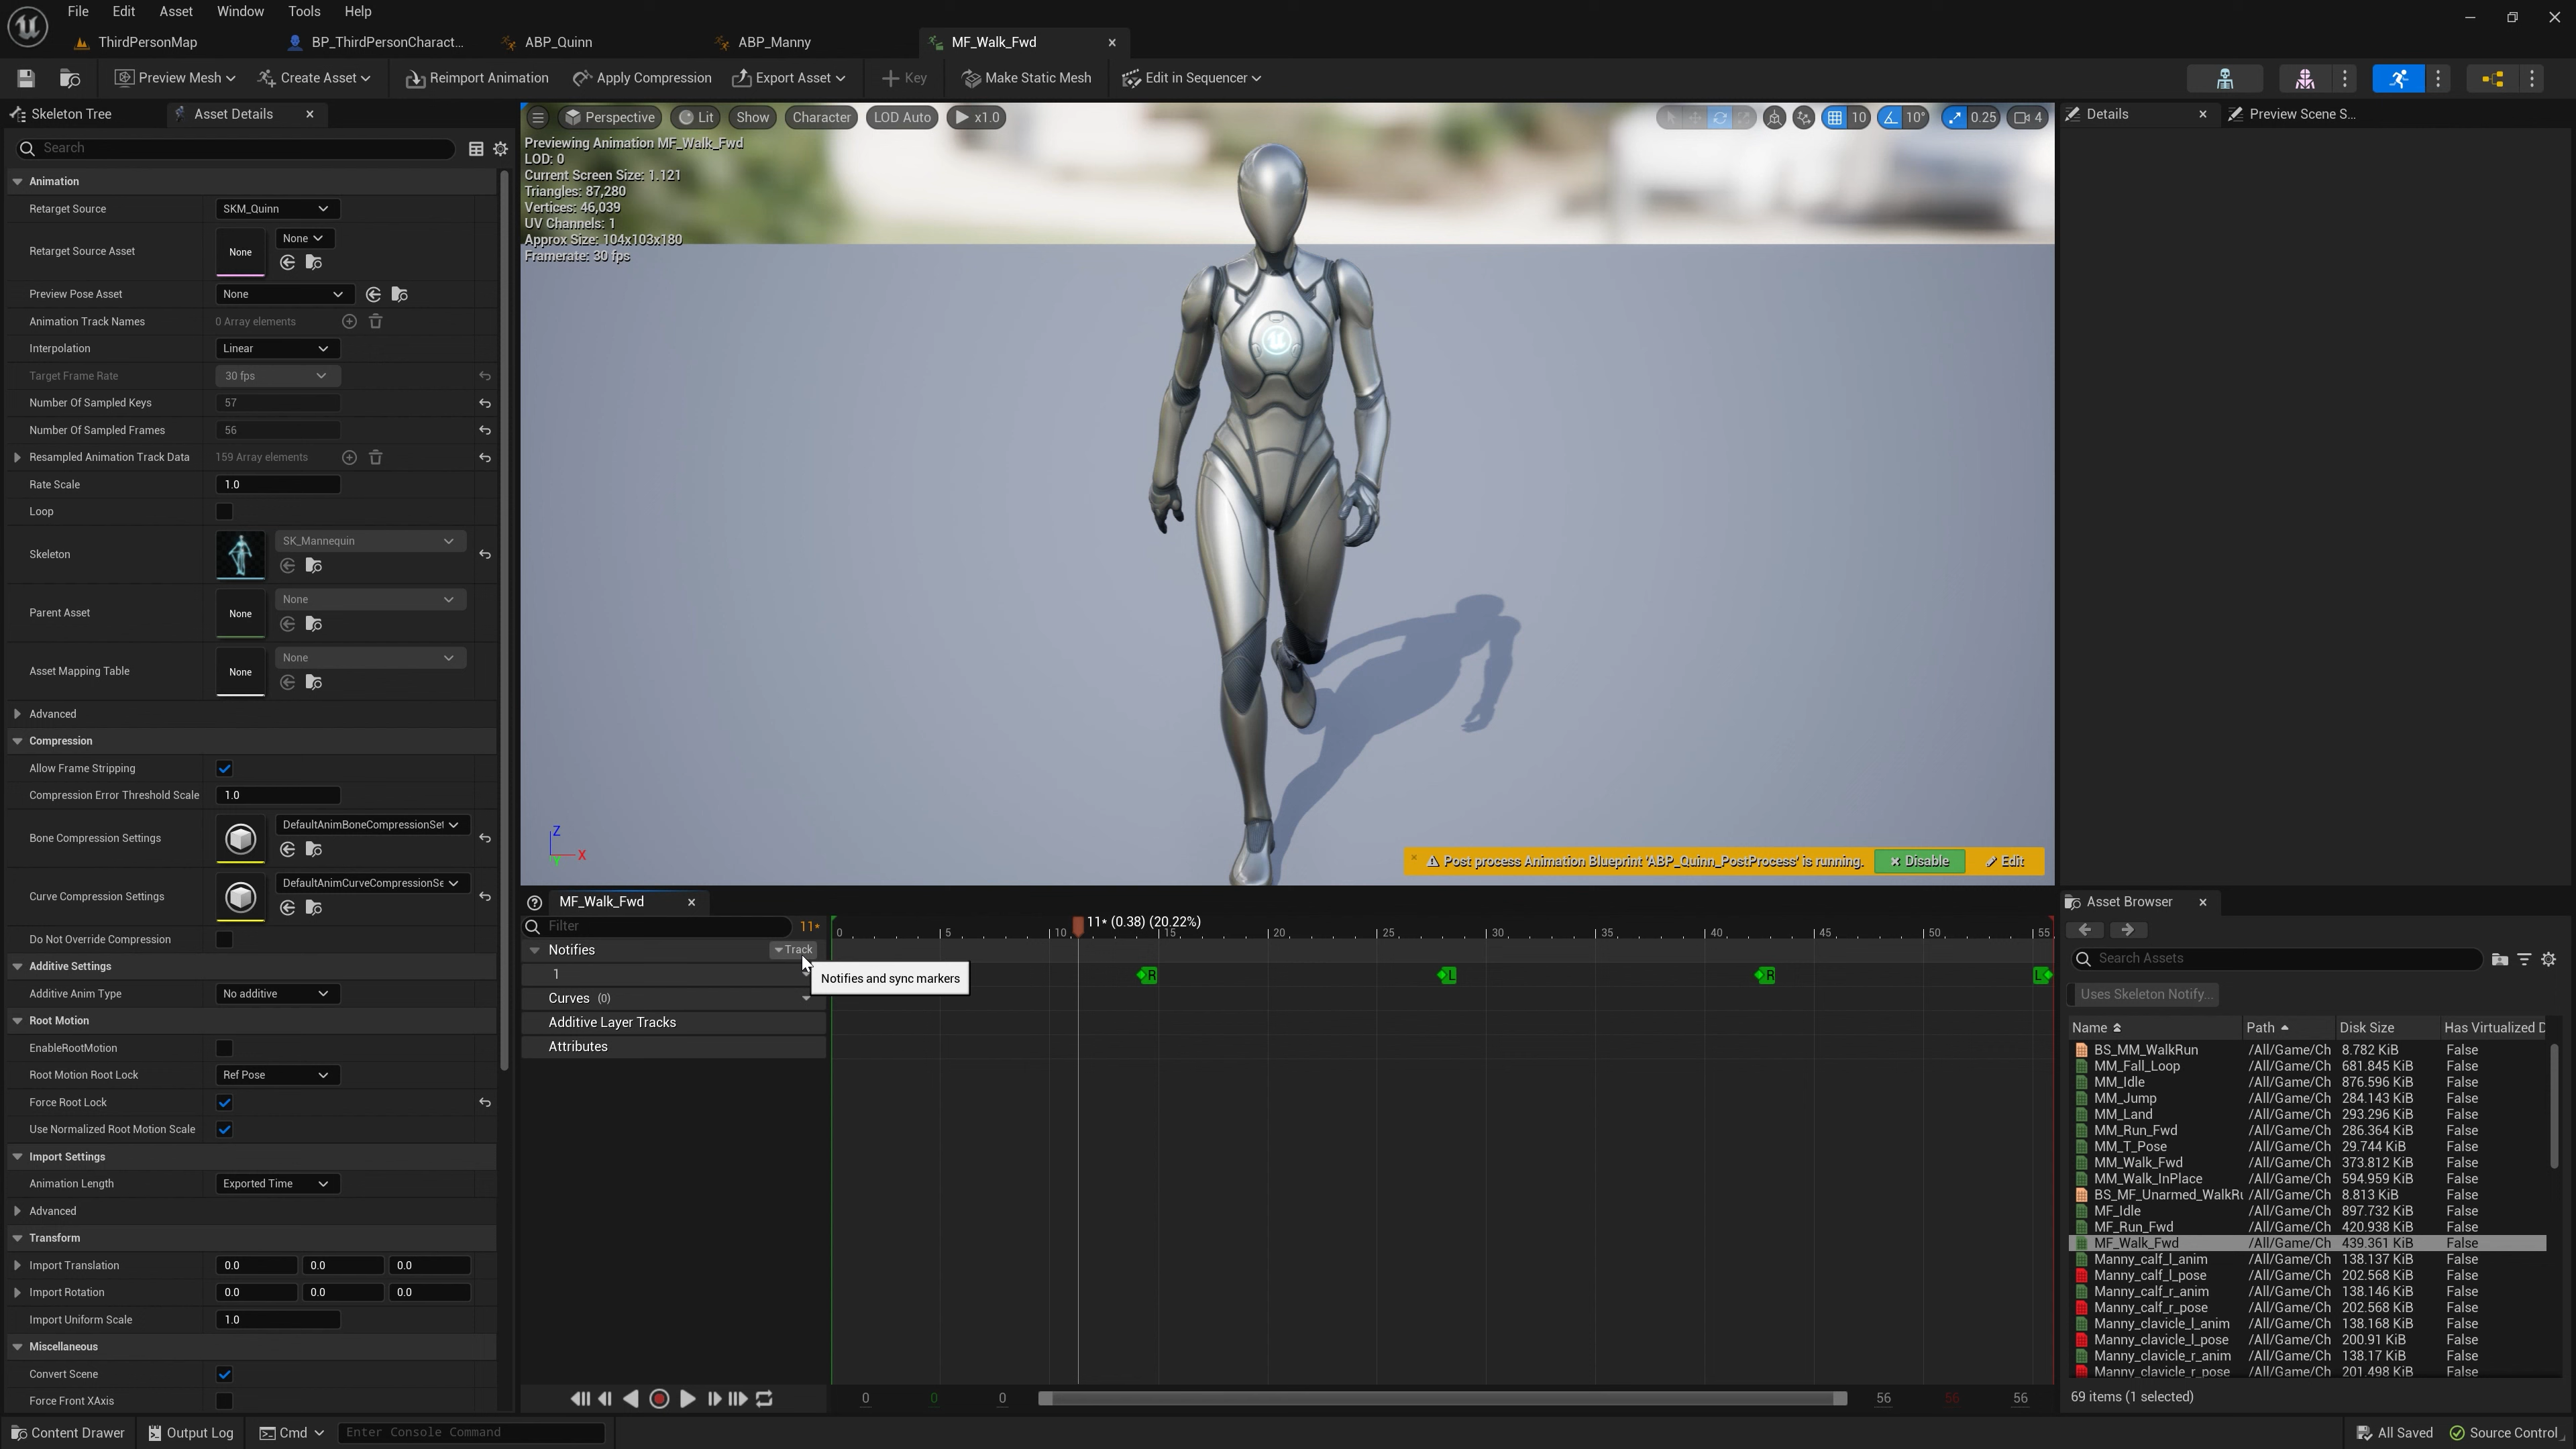 File Edit Asset Window Tools Help
ThirdPersonMap BP_ThirdPersonCharact... ABP_Quinn ABP_Manny MF_Walk_Fwd
Preview Mesh Create Asset Reimport Animation Apply Compression Export Asset Key Make Static Mesh Edit in Sequencer
Skeleton Tree Asset Details
Search
Animation
Retarget Source SKM_Quinn
Retarget Source Asset None None
Preview Pose Asset None
Animation Track Names 0 Array elements
Interpolation Linear
Target Frame Rate 30 fps
Number Of Sampled Keys 57
Number Of Sampled Frames 56
Resampled Animation Track Data 159 Array elements
Rate Scale 1.0
Loop
Skeleton SK_Mannequin
Parent Asset None None
Asset Mapping Table None None
Advanced
Compression
Allow Frame Stripping
Compression Error Threshold Scale 1.0
Bone Compression Settings DefaultAnimBoneCompressionSet
Curve Compression Settings DefaultAnimCurveCompressionSe
Do Not Override Compression
Additive Settings
Additive Anim Type No additive
Root Motion
EnableRootMotion
Root Motion Root Lock Ref Pose
Force Root Lock
Use Normalized Root Motion Scale
Import Settings
Animation Length Exported Time
Advanced
Transform
Import Translation 0.0 0.0 0.0
Import Rotation 0.0 0.0 0.0
Import Uniform Scale 1.0
Miscellaneous
Convert Scene
Force Front XAxis
Perspective Lit Show Character LOD Auto x1.0 10 10° 0.25 4
Previewing Animation MF_Walk_Fwd
LOD: 0
Current Screen Size: 1.121
Triangles: 87,280
Vertices: 46,039
UV Channels: 1
Approx Size: 104x103x180
Framerate: 30 fps
Z
X
Y
Post process Animation Blueprint 'ABP_Quinn_PostProcess' is running. Disable Edit
MF_Walk_Fwd
Filter 11*
11* (0.38) (20.22%)
0 5 10 15 20 25 30 35 40 45 50 55
Notifies Track
1 R L R L
Notifies and sync markers
Curves (0)
Additive Layer Tracks
Attributes
0 0 0 56 56 56
Details Preview Scene S...
Asset Browser
Search Assets
Uses Skeleton Notify...
Name Path Disk Size Has Virtualized D
BS_MM_WalkRun /All/Game/Ch 8.782 KiB False
MM_Fall_Loop /All/Game/Ch 681.845 KiB False
MM_Idle /All/Game/Ch 876.596 KiB False
MM_Jump /All/Game/Ch 284.143 KiB False
MM_Land /All/Game/Ch 293.296 KiB False
MM_Run_Fwd /All/Game/Ch 286.364 KiB False
MM_T_Pose /All/Game/Ch 29.744 KiB False
MM_Walk_Fwd /All/Game/Ch 373.812 KiB False
MM_Walk_InPlace /All/Game/Ch 594.959 KiB False
BS_MF_Unarmed_WalkRu /All/Game/Ch 8.813 KiB False
MF_Idle /All/Game/Ch 897.732 KiB False
MF_Run_Fwd /All/Game/Ch 420.938 KiB False
MF_Walk_Fwd /All/Game/Ch 439.361 KiB False
Manny_calf_l_anim /All/Game/Ch 138.137 KiB False
Manny_calf_l_pose /All/Game/Ch 202.568 KiB False
Manny_calf_r_anim /All/Game/Ch 138.146 KiB False
Manny_calf_r_pose /All/Game/Ch 202.568 KiB False
Manny_clavicle_l_anim /All/Game/Ch 138.168 KiB False
Manny_clavicle_l_pose /All/Game/Ch 200.91 KiB False
Manny_clavicle_r_anim /All/Game/Ch 138.17 KiB False
Manny_clavicle_r_pose /All/Game/Ch 201.498 KiB False
69 items (1 selected)
Content Drawer Output Log Cmd Enter Console Command All Saved Source Control